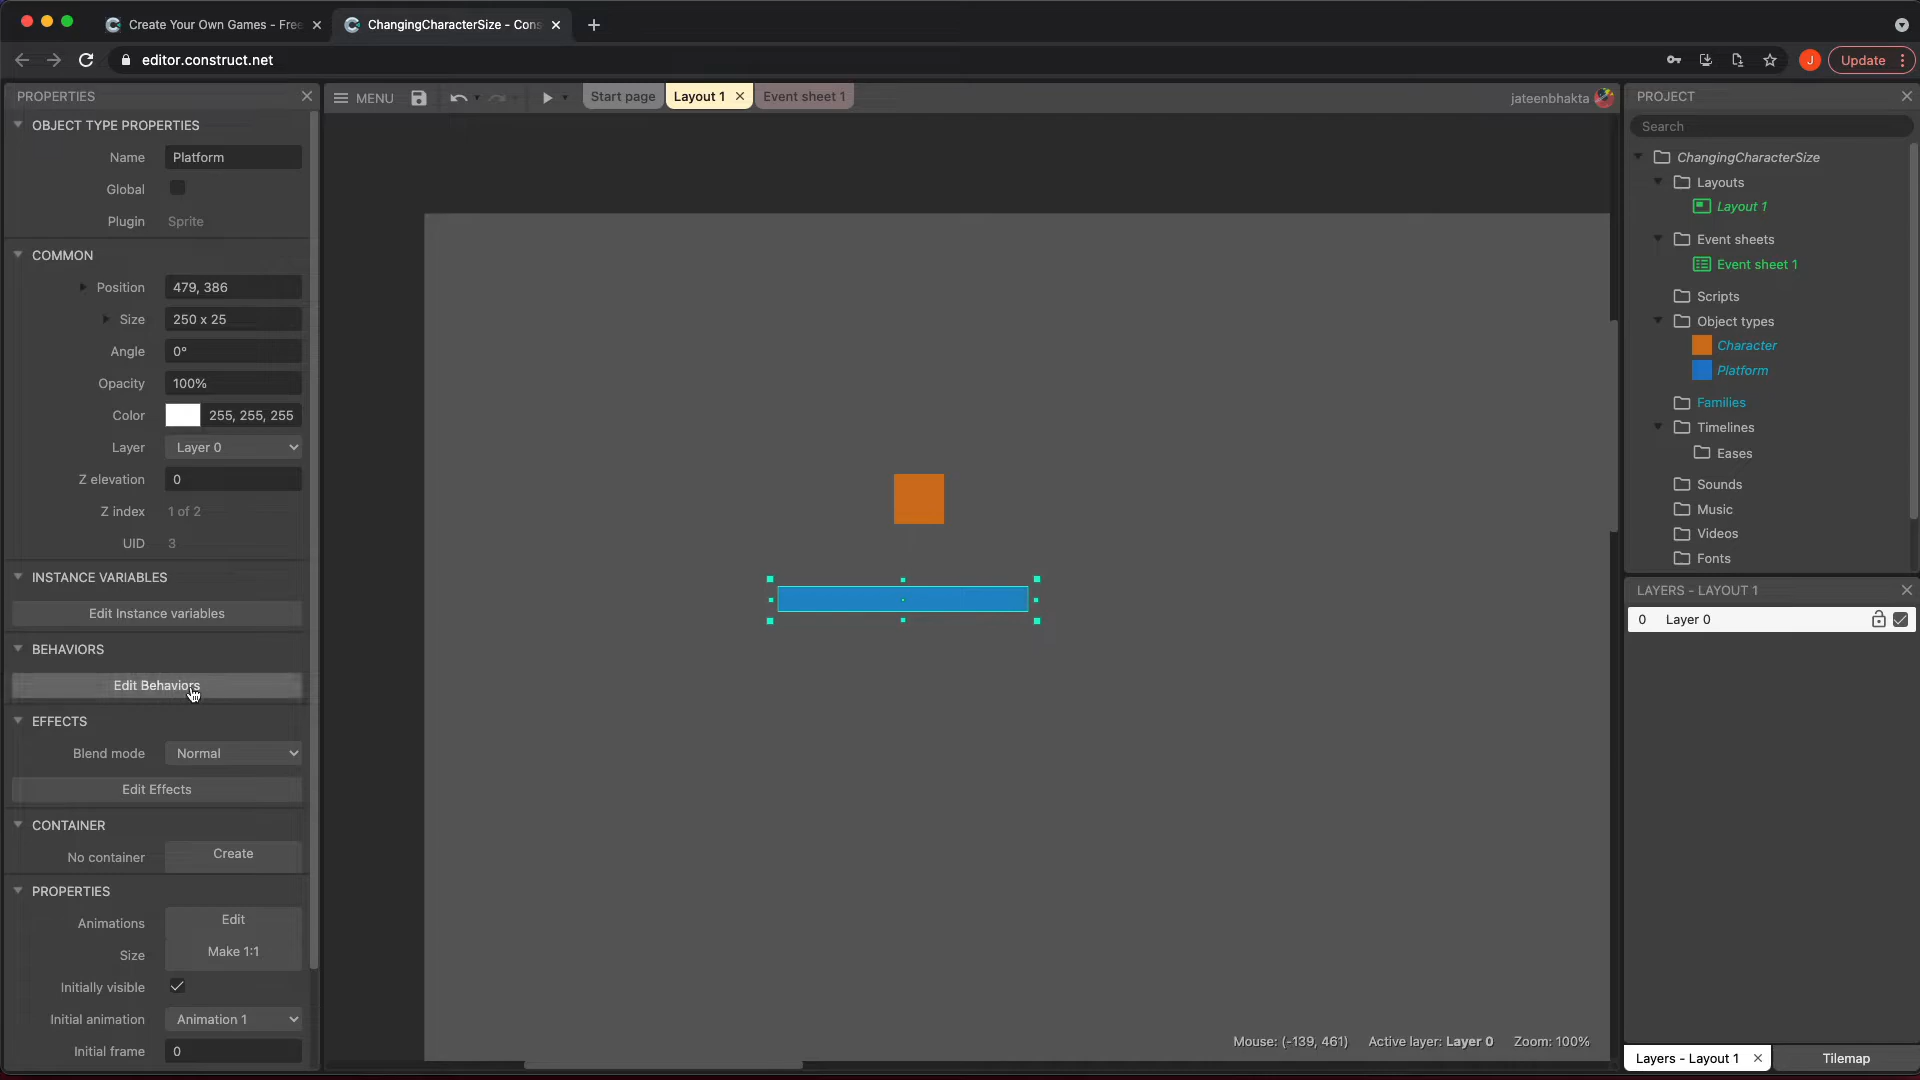 Create Your Own Games - Free
ChangingCharacterSize - Cons
editor.construct.net
J
Update
PROPERTIES
MENU
Start page
Layout 1
Event sheet 1
jateenbhakta
PROJECT
OBJECT TYPE PROPERTIES
Name Platform
Global
Plugin Sprite
COMMON
Position 479, 386
Size 250 x 25
Angle 0°
Opacity 100%
Color 255, 255, 255
Layer Layer 0
Z elevation 0
Z index 1 of 2
UID 3
INSTANCE VARIABLES
Edit Instance variables
BEHAVIORS
Edit Behaviors
EFFECTS
Blend mode Normal
Edit Effects
CONTAINER
No container Create
PROPERTIES
Animations Edit
Size Make 1:1
Initially visible
Initial animation Animation 1
Initial frame 0
Mouse: (-139, 461) Active layer: Layer 0 Zoom: 100%
Search
ChangingCharacterSize
Layouts
Layout 1
Event sheets
Event sheet 1
Scripts
Object types
Character
Platform
Families
Timelines
Eases
Sounds
Music
Videos
Fonts
LAYERS - LAYOUT 1
0 Layer 0
Layers - Layout 1
Tilemap